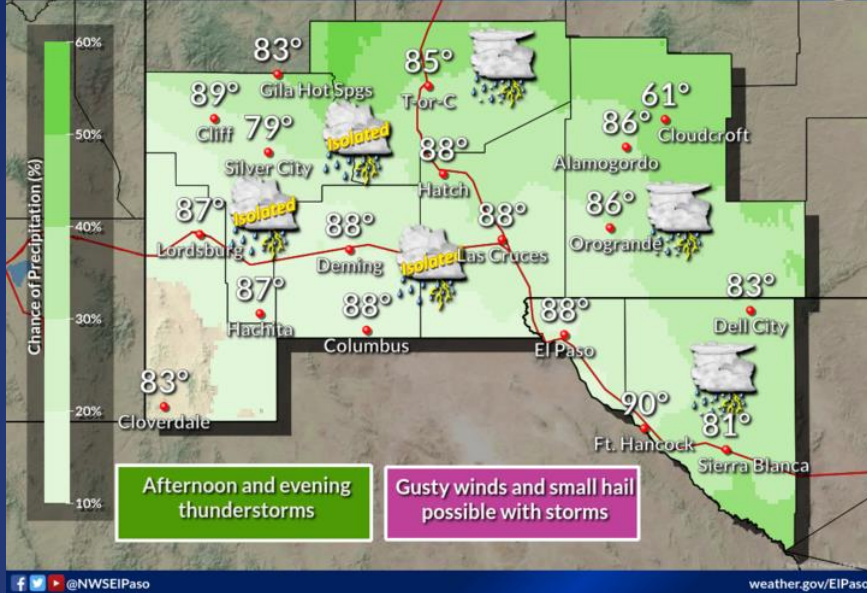 60%
50%
40%
30%
20%
10%
Chance of Precipitation (%)
83°
Gila Hot Spgs
85°
T-or-C
89°
Cliff
79°
Silver City
Isolated
61°
Cloudcroft
86°
Alamogordo
88°
Hatch
87°
Lordsburg
Isolated
88°
Deming
Isolated
88°
Las Cruces
86°
Orogrande
87°
Hachita
88°
Columbus
88°
El Paso
83°
Dell City
83°
Cloverdale
90°
Ft. Hancock
81°
Sierra Blanca
Afternoon and evening
thunderstorms
Gusty winds and small hail
possible with storms
@NWSElPaso
weather.gov/ElPaso